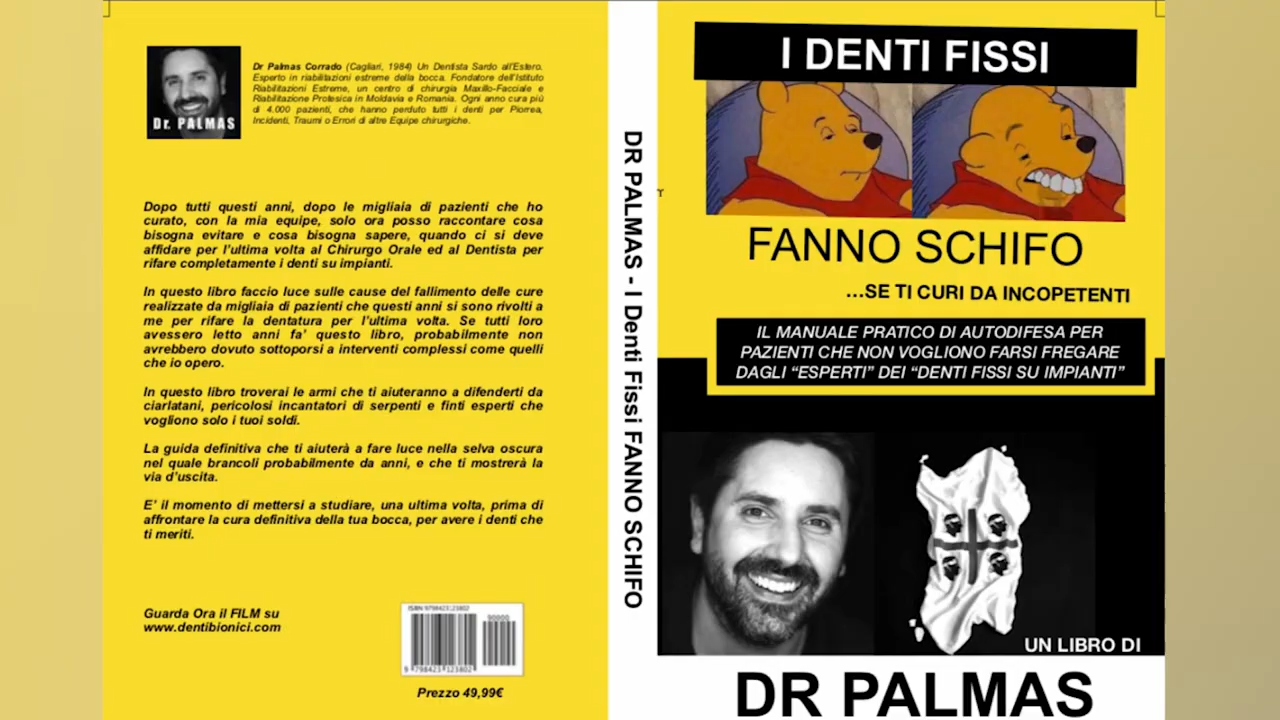 Dr. PALMAS
Dr Palmas Corrado (Cagliari, 1984) Un Dentista Sardo all'Estero.
Esperto in riabilitazioni estreme della bocca. Fondatore dell'Istituto
Riabilitazioni Estreme, un centro di chirurgia Maxillo-Facciale e
Riabilitazione Protesica in Moldavia e Romania. Ogni anno cura più
di 4.000 pazienti, che hanno perduto tutti i denti per Piorrea,
Incidenti, Traumi o Errori di altre Equipe chirurgiche.
Dopo tutti questi anni, dopo le migliaia di pazienti che ho
curato, con la mia equipe, solo ora posso raccontare cosa
bisogna evitare e cosa bisogna sapere, quando ci si deve
affidare per l'ultima volta al Chirurgo Orale ed al Dentista per
rifare completamente i denti su impianti.
In questo libro faccio luce sulle cause del fallimento delle cure
realizzate da migliaia di pazienti che questi anni si sono rivolti a
me per rifare la dentatura per l'ultima volta. Se tutti loro
avessero letto anni fa' questo libro, probabilmente non
avrebbero dovuto sottoporsi a interventi complessi come quelli
che io opero.
In questo libro troverai le armi che ti aiuteranno a difenderti da
ciarlatani, pericolosi incantatori di serpenti e finti esperti che
vogliono solo i tuoi soldi.
La guida definitiva che ti aiuterà a fare luce nella selva oscura
nel quale brancoli probabilmente da anni, e che ti mostrerà la
via d'uscita.
E' il momento di mettersi a studiare, una ultima volta, prima di
affrontare la cura definitiva della tua bocca, per avere i denti che
ti meriti.
Guarda Ora il FILM su
www.dentibionici.com
ISBN 9798423123802
90000
9 798423 123802
Prezzo 49,99€
DR PALMAS - I Denti Fissi FANNO SCHIFO
I DENTI FISSI
FANNO SCHIFO
...SE TI CURI DA INCOPETENTI
IL MANUALE PRATICO DI AUTODIFESA PER
PAZIENTI CHE NON VOGLIONO FARSI FREGARE
DAGLI “ESPERTI” DEI “DENTI FISSI SU IMPIANTI”
UN LIBRO DI
DR PALMAS